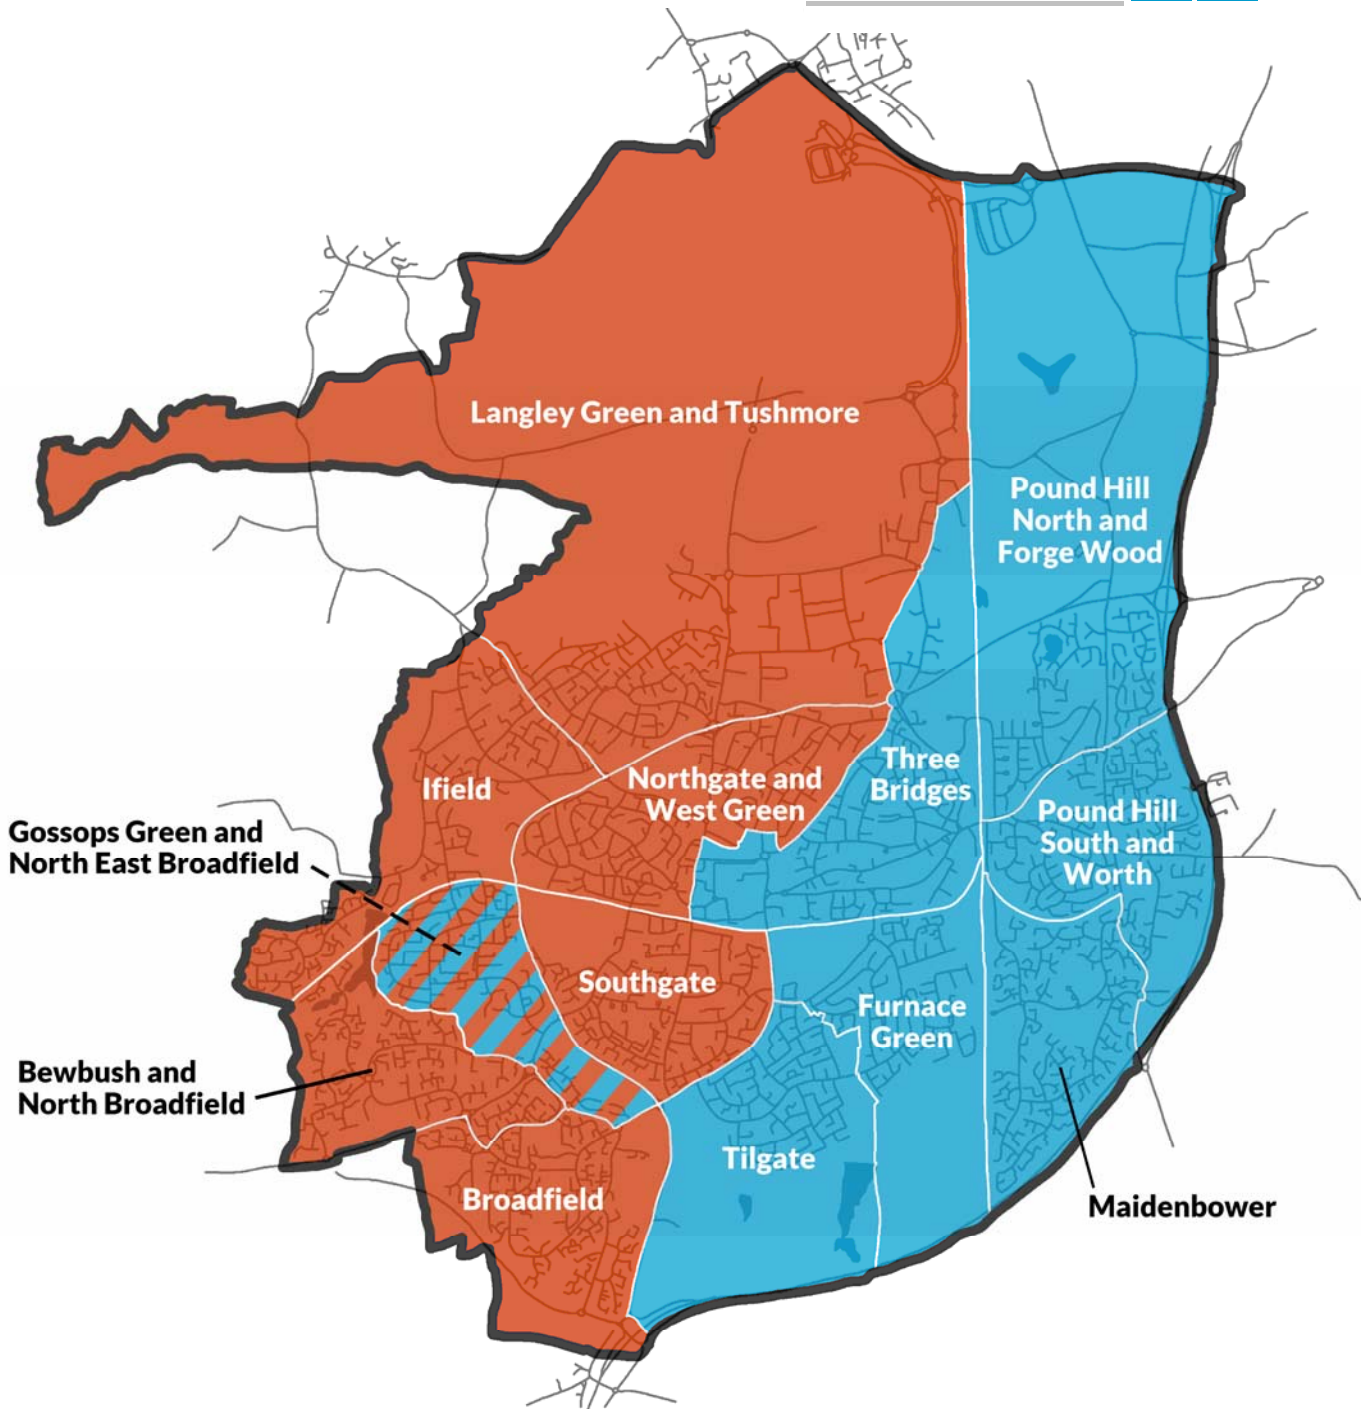 Langley Green and Tushmore
Pound Hill
North and
Forge Wood
Three
Bridges
Northgate and
West Green
Ifield
Pound Hill
South and
Worth
Gossops Green and
North East Broadfield
Southgate
Furnace
Green
Bewbush and
North Broadfield
Tilgate
Broadfield
Maidenbower